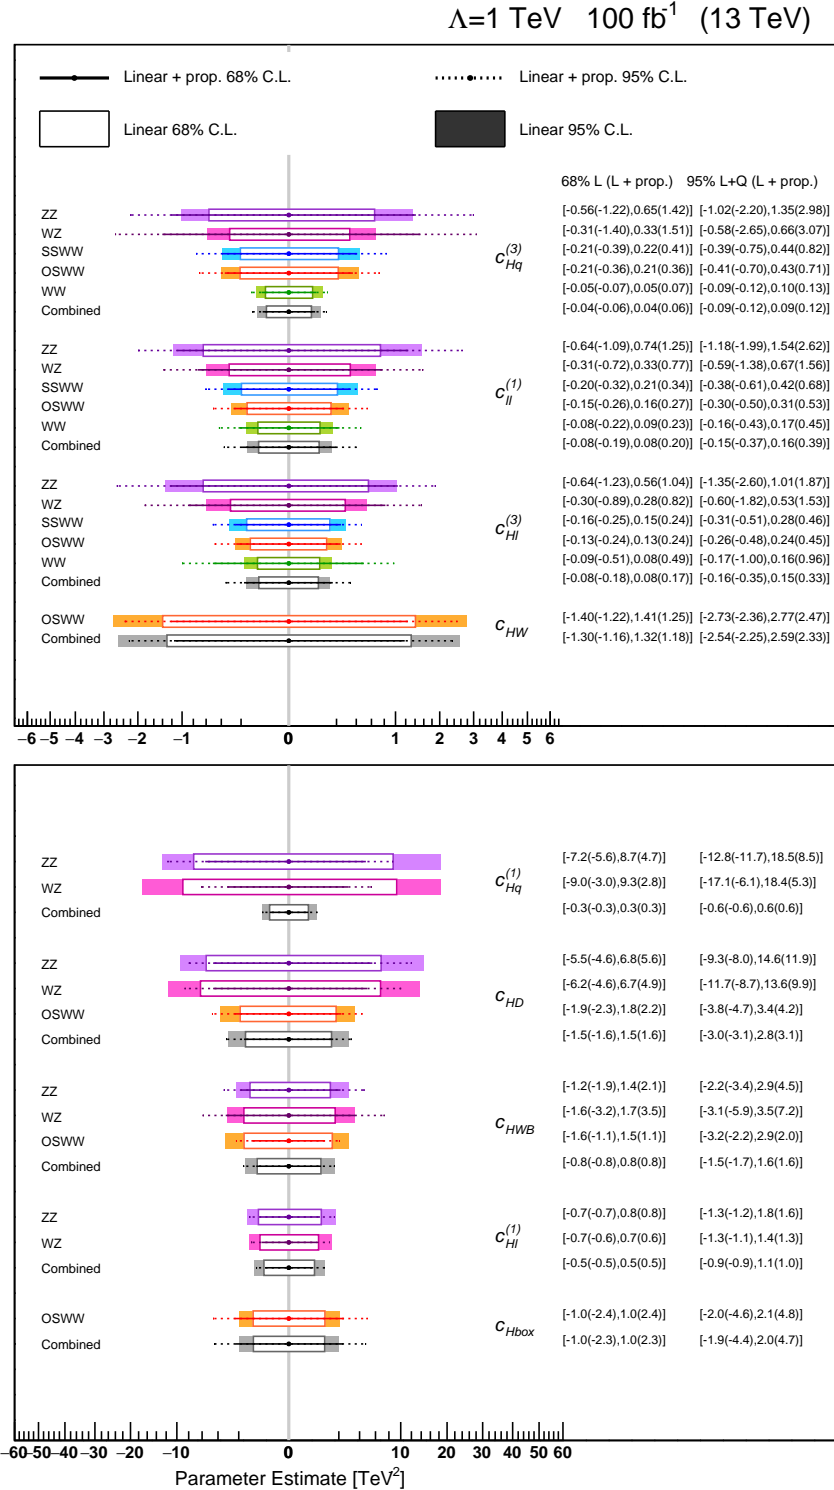 Λ=1 TeV 100 fb⁻¹ (13 TeV)
Linear + prop. 68% C.L. Linear + prop. 95% C.L.
Linear 68% C.L. Linear 95% C.L.
68% L (L + prop.) 95% L+Q (L + prop.)
ZZ [-0.56(-1.22),0.65(1.42)] [-1.02(-2.20),1.35(2.98)]
WZ [-0.31(-1.40),0.33(1.51)] [-0.58(-2.65),0.66(3.07)]
SSWW c_{Hq}^{(3)} [-0.21(-0.39),0.22(0.41)] [-0.39(-0.75),0.44(0.82)]
OSWW [-0.21(-0.36),0.21(0.36)] [-0.41(-0.70),0.43(0.71)]
WW [-0.05(-0.07),0.05(0.07)] [-0.09(-0.12),0.10(0.13)]
Combined [-0.04(-0.06),0.04(0.06)] [-0.09(-0.12),0.09(0.12)]
ZZ [-0.64(-1.09),0.74(1.25)] [-1.18(-1.99),1.54(2.62)]
WZ [-0.31(-0.72),0.33(0.77)] [-0.59(-1.38),0.67(1.56)]
SSWW c_{ll}^{(1)} [-0.20(-0.32),0.21(0.34)] [-0.38(-0.61),0.42(0.68)]
OSWW [-0.15(-0.26),0.16(0.27)] [-0.30(-0.50),0.31(0.53)]
WW [-0.08(-0.22),0.09(0.23)] [-0.16(-0.43),0.17(0.45)]
Combined [-0.08(-0.19),0.08(0.20)] [-0.15(-0.37),0.16(0.39)]
ZZ [-0.64(-1.23),0.56(1.04)] [-1.35(-2.60),1.01(1.87)]
WZ [-0.30(-0.89),0.28(0.82)] [-0.60(-1.82),0.53(1.53)]
SSWW c_{Hl}^{(3)} [-0.16(-0.25),0.15(0.24)] [-0.31(-0.51),0.28(0.46)]
OSWW [-0.13(-0.24),0.13(0.24)] [-0.26(-0.48),0.24(0.45)]
WW [-0.09(-0.51),0.08(0.49)] [-0.17(-1.00),0.16(0.96)]
Combined [-0.08(-0.18),0.08(0.17)] [-0.16(-0.35),0.15(0.33)]
OSWW c_{HW} [-1.40(-1.22),1.41(1.25)] [-2.73(-2.36),2.77(2.47)]
Combined [-1.30(-1.16),1.32(1.18)] [-2.54(-2.25),2.59(2.33)]
−6 −5 −4 −3 −2 −1 0 1 2 3 4 5 6
ZZ c_{Hq}^{(1)} [-7.2(-5.6),8.7(4.7)] [-12.8(-11.7),18.5(8.5)]
WZ [-9.0(-3.0),9.3(2.8)] [-17.1(-6.1),18.4(5.3)]
Combined [-0.3(-0.3),0.3(0.3)] [-0.6(-0.6),0.6(0.6)]
ZZ [-5.5(-4.6),6.8(5.6)] [-9.3(-8.0),14.6(11.9)]
WZ c_{HD} [-6.2(-4.6),6.7(4.9)] [-11.7(-8.7),13.6(9.9)]
OSWW [-1.9(-2.3),1.8(2.2)] [-3.8(-4.7),3.4(4.2)]
Combined [-1.5(-1.6),1.5(1.6)] [-3.0(-3.1),2.8(3.1)]
ZZ [-1.2(-1.9),1.4(2.1)] [-2.2(-3.4),2.9(4.5)]
WZ c_{HWB} [-1.6(-3.2),1.7(3.5)] [-3.1(-5.9),3.5(7.2)]
OSWW [-1.6(-1.1),1.5(1.1)] [-3.2(-2.2),2.9(2.0)]
Combined [-0.8(-0.8),0.8(0.8)] [-1.5(-1.7),1.6(1.6)]
ZZ c_{Hl}^{(1)} [-0.7(-0.7),0.8(0.8)] [-1.3(-1.2),1.8(1.6)]
WZ [-0.7(-0.6),0.7(0.6)] [-1.3(-1.1),1.4(1.3)]
Combined [-0.5(-0.5),0.5(0.5)] [-0.9(-0.9),1.1(1.0)]
OSWW c_{Hbox} [-1.0(-2.4),1.0(2.4)] [-2.0(-4.6),2.1(4.8)]
Combined [-1.0(-2.3),1.0(2.3)] [-1.9(-4.4),2.0(4.7)]
−60 −50 −40 −30 −20 −10 0 10 20 30 40 50 60
Parameter Estimate [TeV²]